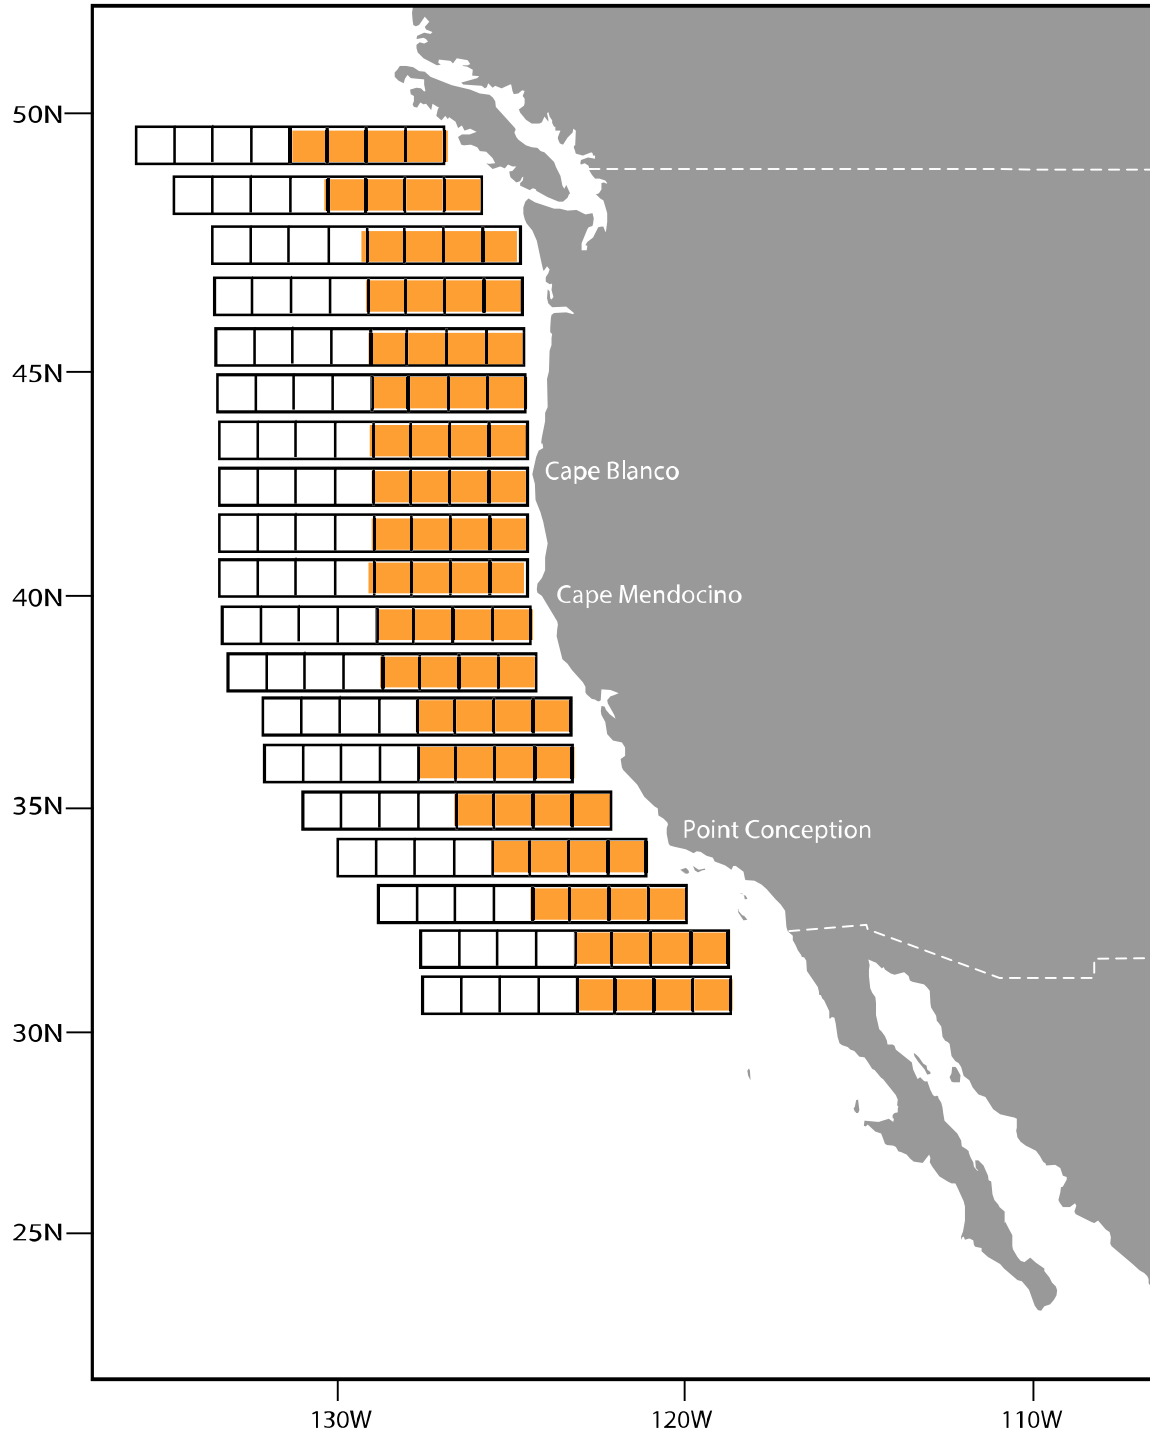 50N
45N
Cape Blanco
40N
Cape Mendocino
35N
Point Conception
30N
25N
130W
120W
110W